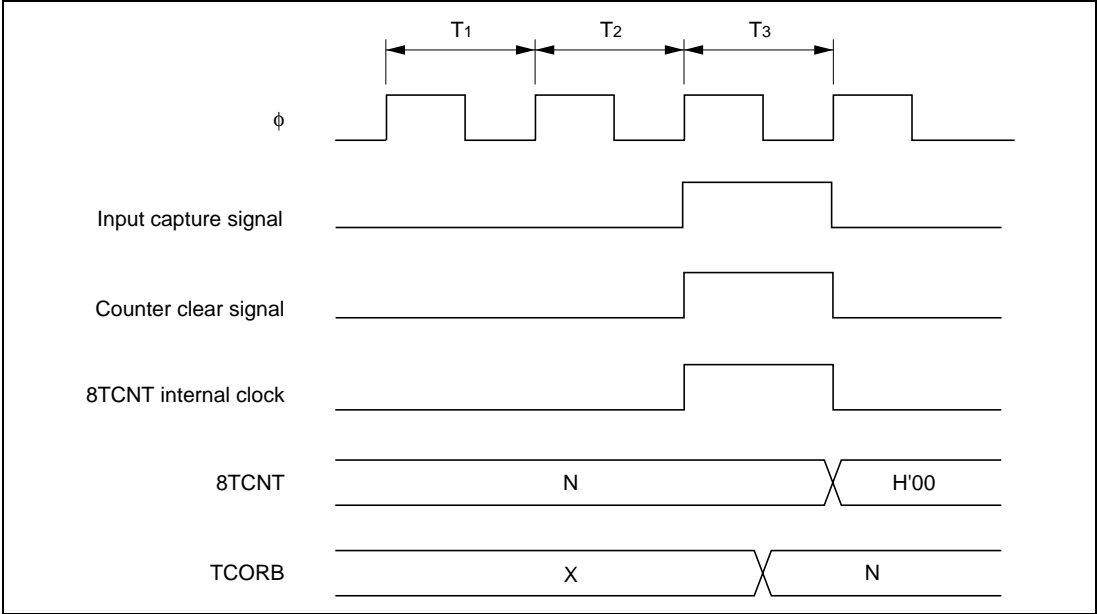 T1 T2 T3
ϕ
Input capture signal
Counter clear signal
8TCNT internal clock
8TCNT N H'00
TCORB X N